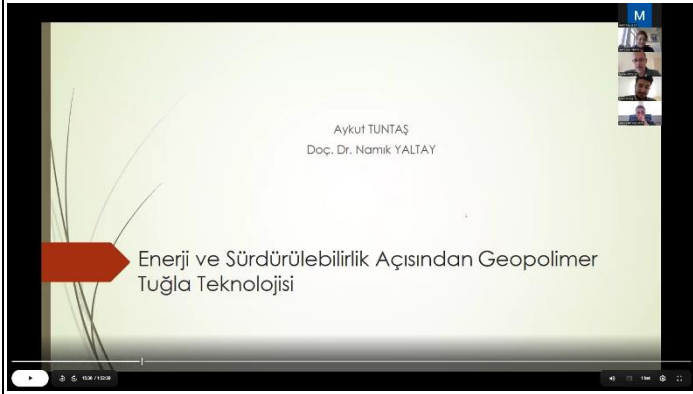 M
Aykut TUNTAŞ
Doç. Dr. Namık YALTAY
Enerji ve Sürdürülebilirlik Açısından Geopolimer
Tuğla Teknolojisi